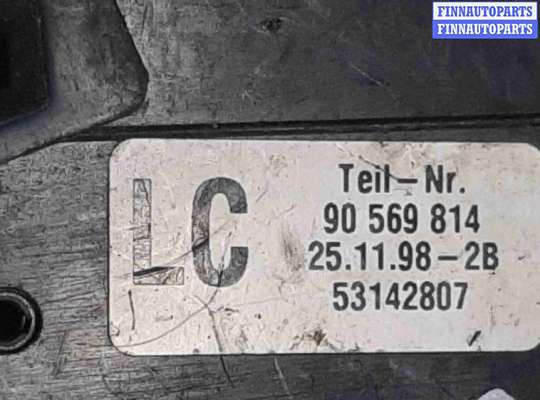 FINNAUTOPARTS
FINNAUTOPARTS
LC
Teil-Nr.
90 569 814
25.11.98-2B
53142807